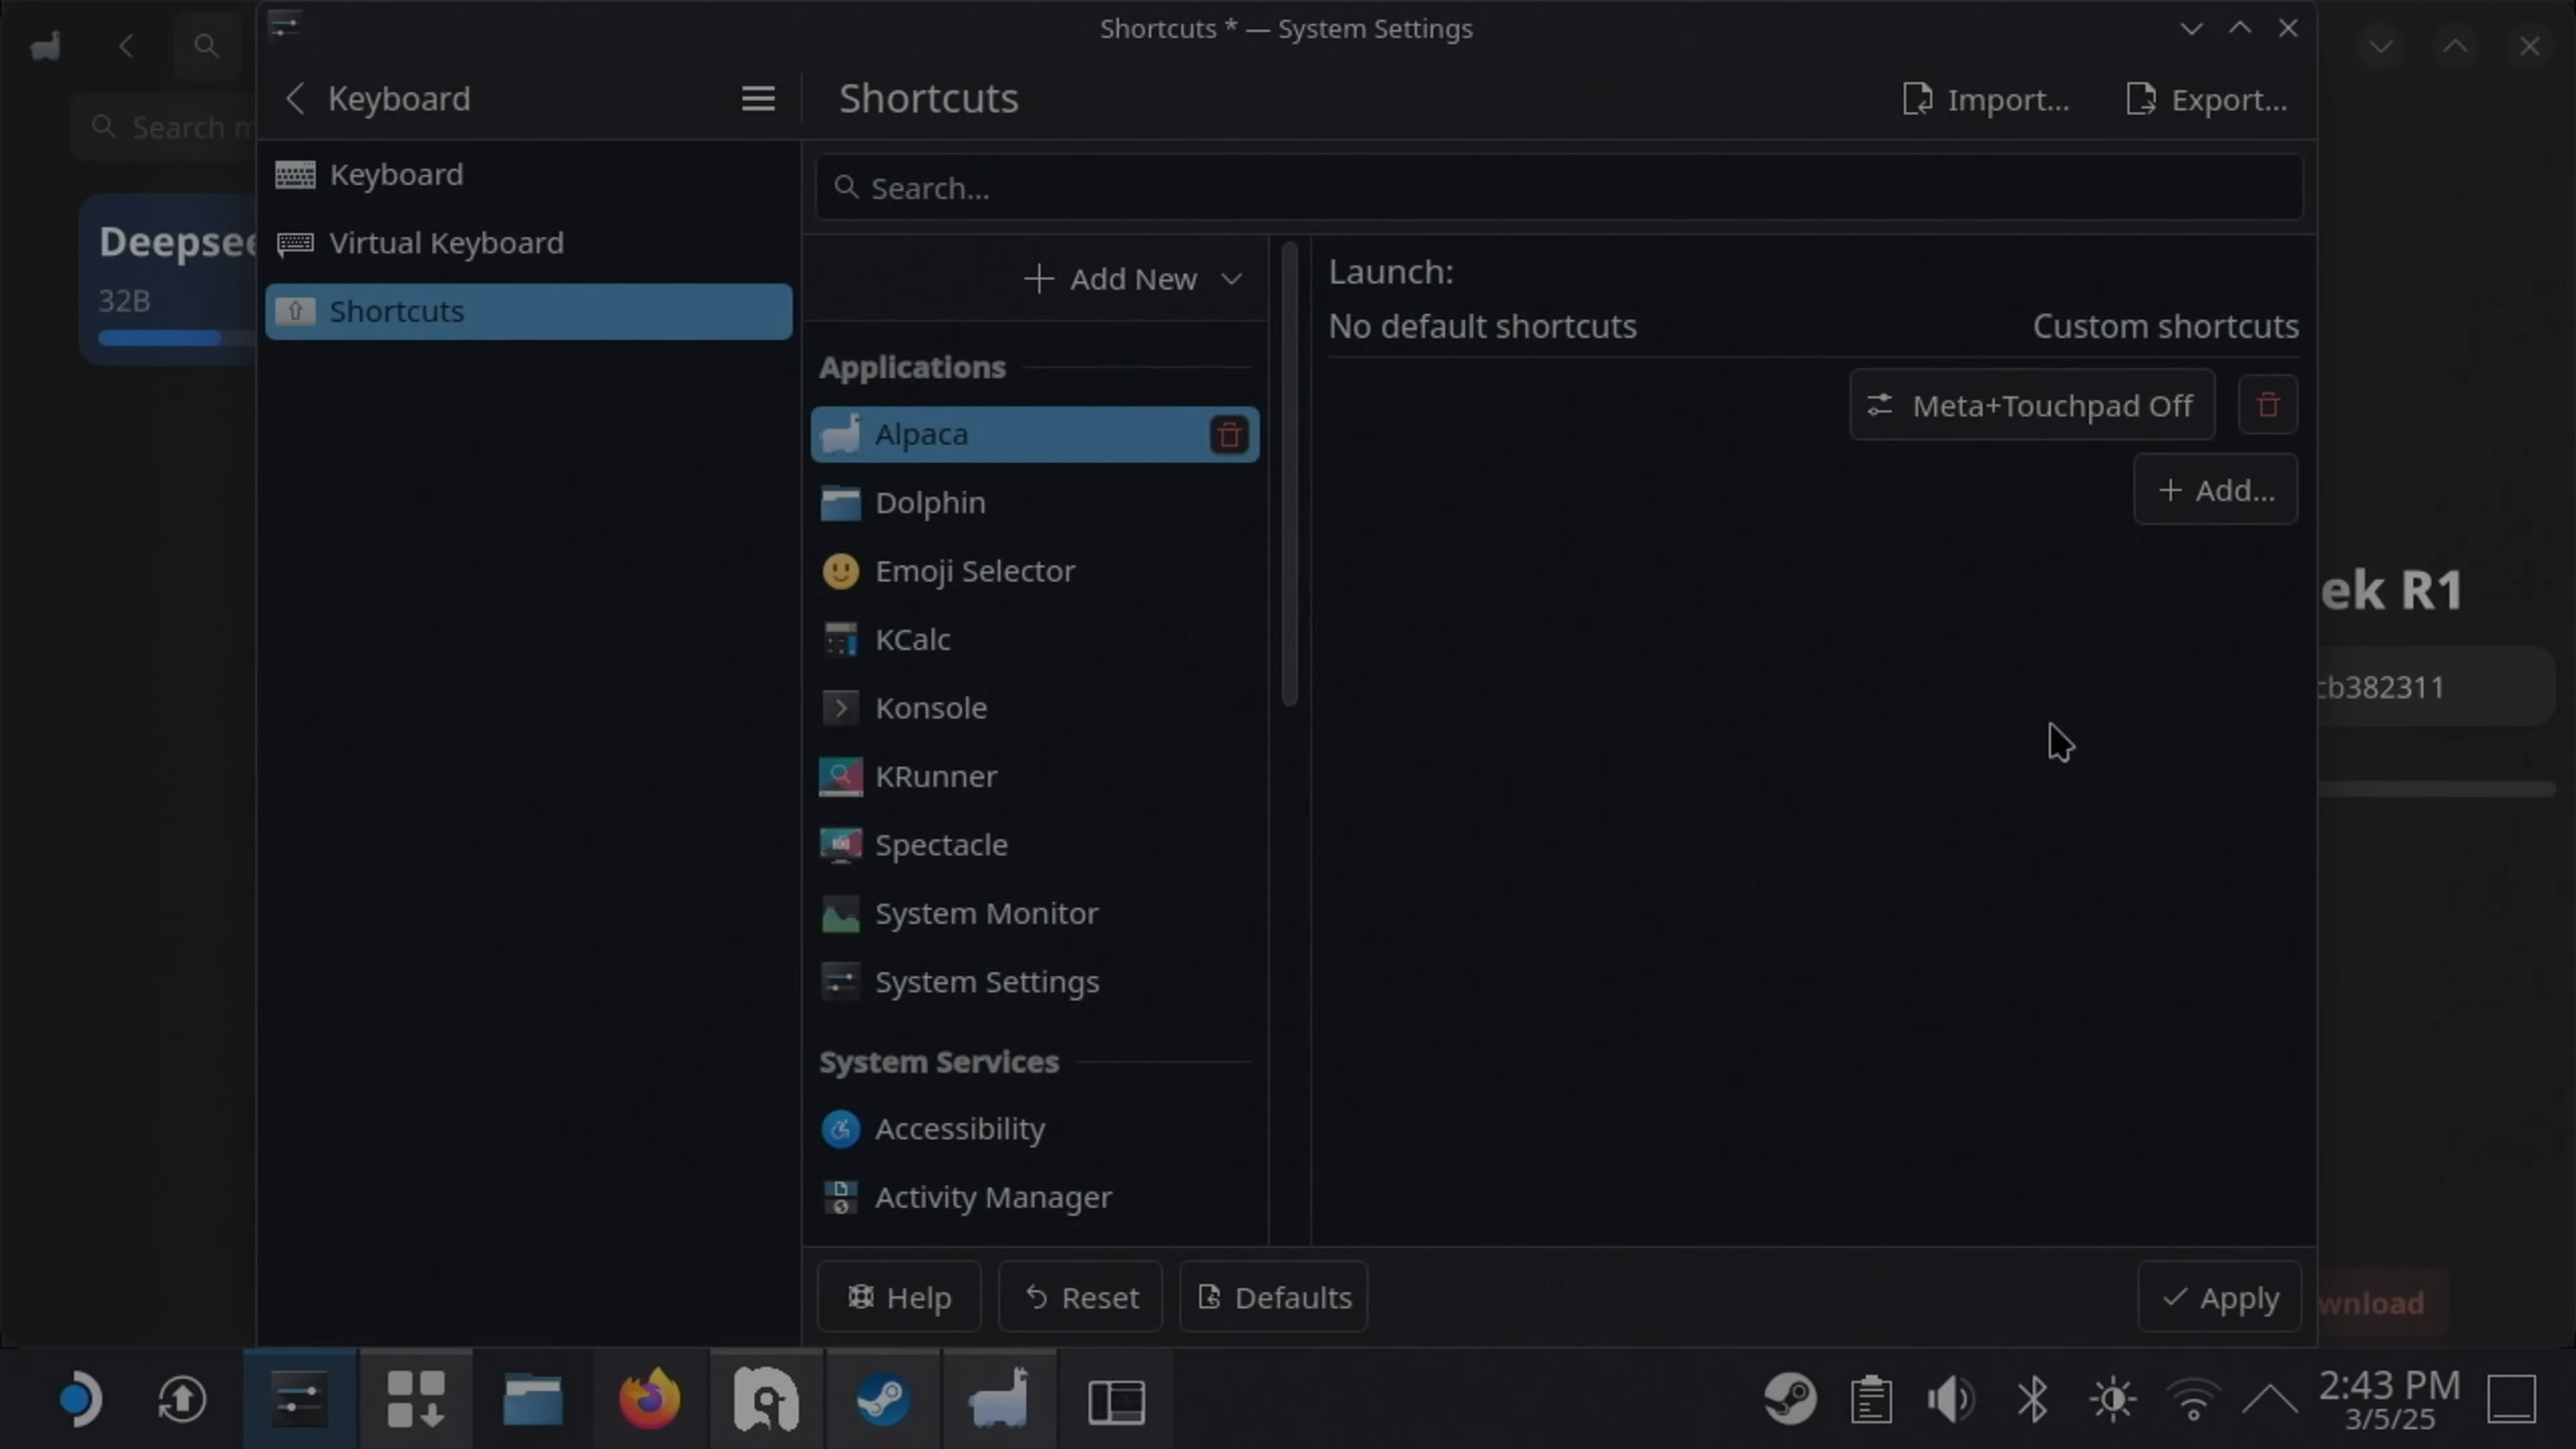 Shortcuts * — System Settings
Keyboard
Shortcuts
Import...
Export...
Search m
Keyboard
Virtual Keyboard
Shortcuts
Search...
Deepsee
32B
Add New
Applications
Alpaca
Dolphin
Emoji Selector
KCalc
Konsole
KRunner
Spectacle
System Monitor
System Settings
System Services
Accessibility
Activity Manager
Launch:
No default shortcuts
Custom shortcuts
Meta+Touchpad Off
Add...
ek R1
cb382311
Help
Reset
Defaults
Apply
wnload
2:43 PM
3/5/25